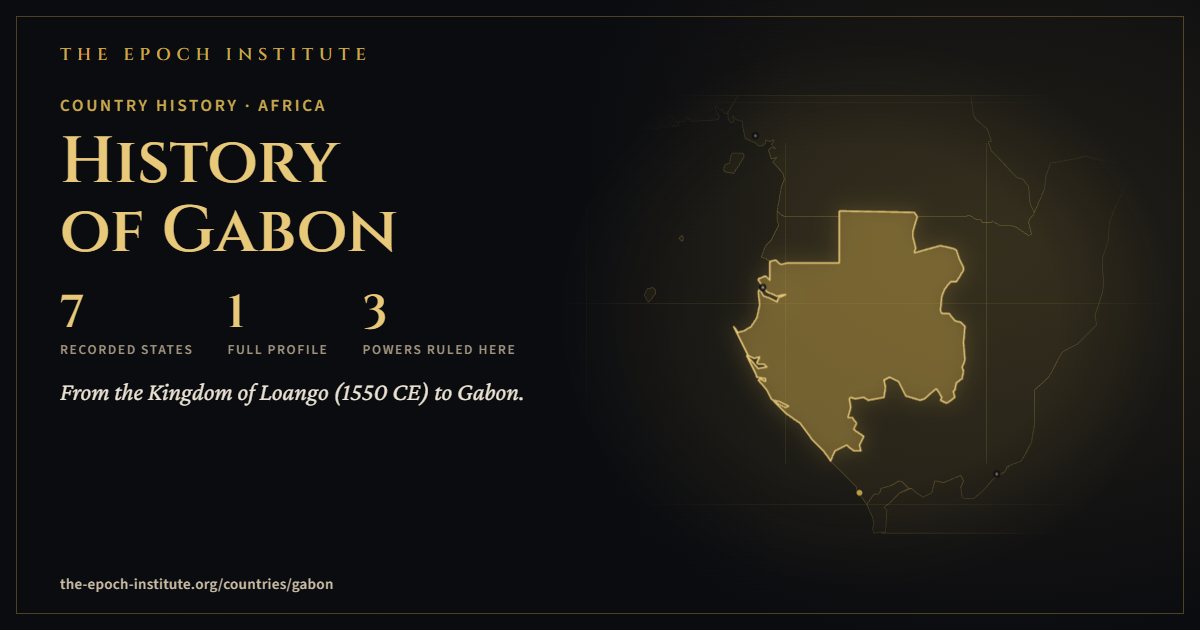 THE EPOCH INSTITUTE
COUNTRY HISTORY · AFRICA
HISTORY
OF GABON
7 1 3
RECORDED STATES FULL PROFILE POWERS RULED HERE
From the Kingdom of Loango (1550 CE) to Gabon.
the-epoch-institute.org/countries/gabon